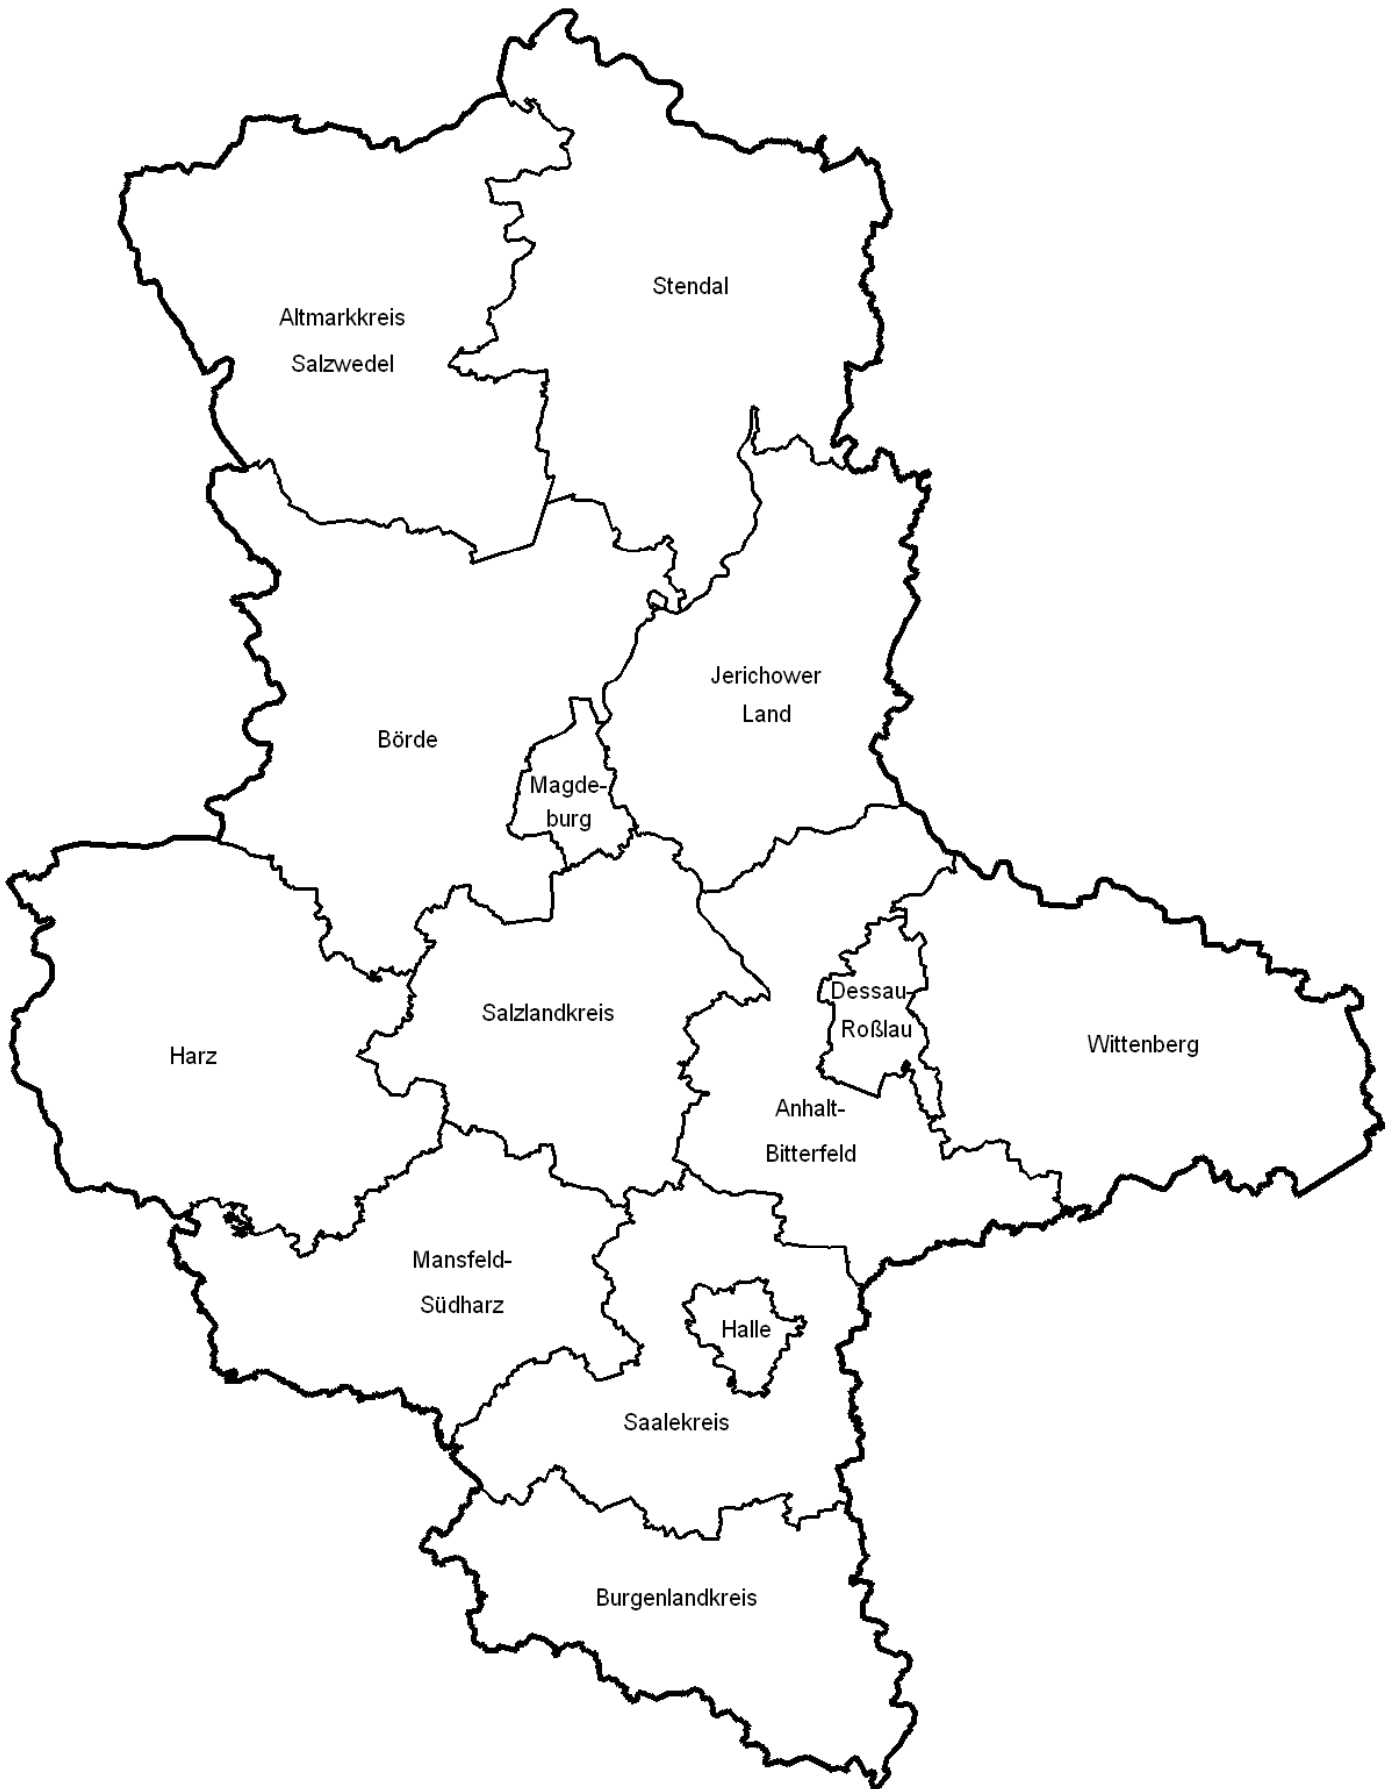 Stendal
Altmarkkreis
Salzwedel
Jerichower
Land
Börde
Magde-
burg
Dessau-
Roßlau
Salzlandkreis
Wittenberg
Harz
Anhalt-
Bitterfeld
Mansfeld-
Südharz
Halle
Saalekreis
Burgenlandkreis